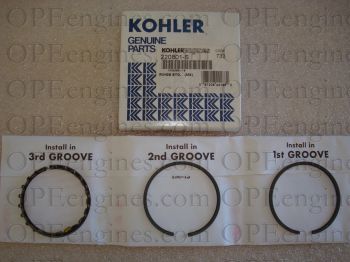 KOHLER
GENUINE
PARTS
KOHLER
220801-S
Install in
3rd GROOVE
Install in
2nd GROOVE
Install in
1st GROOVE
OPEengines.com